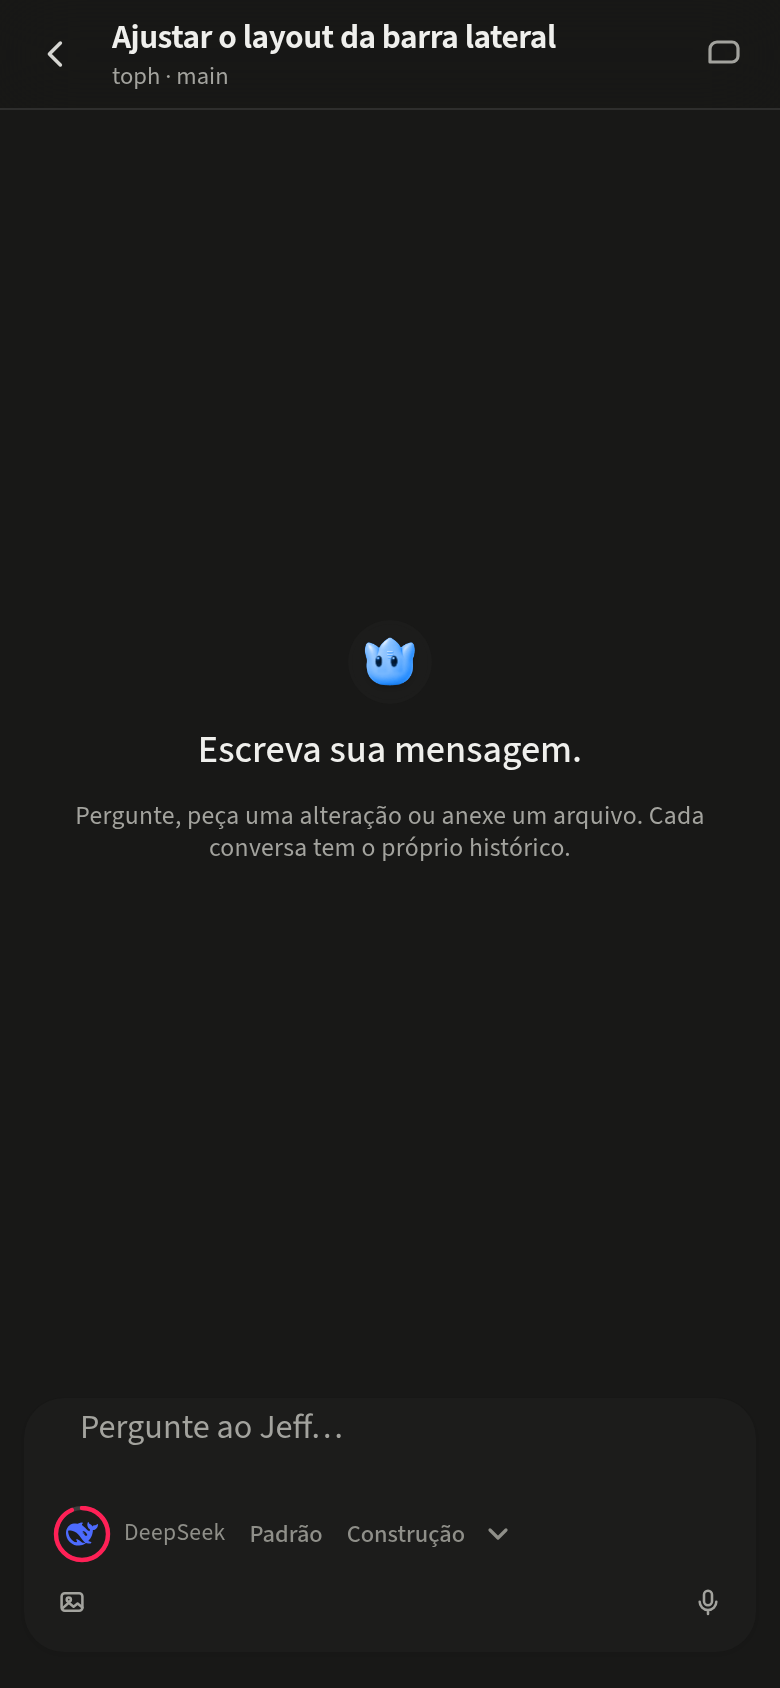 Ajustar o layout da barra lateral
toph · main
Escreva sua mensagem.
Pergunte, peça uma alteração ou anexe um arquivo. Cada
conversa tem o próprio histórico.
Pergunte ao Jeff...
DeepSeek Padrão Construção